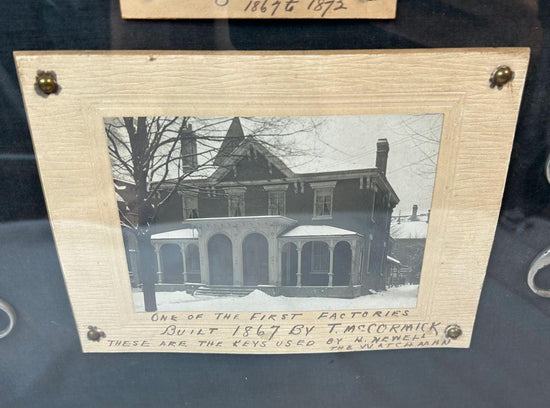 1867 to 1872
ONE OF THE FIRST FACTORIES
BUILT 1867 BY T. MCCORMICK
THESE ARE THE KEYS USED BY H. NEWELL
THE WATCHMAN